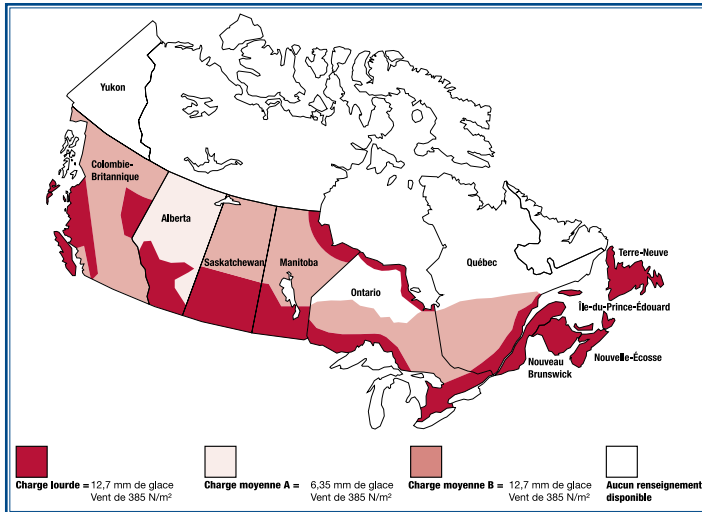 Yukon
Colombie-
Britannique
Alberta
Saskatchewan
Manitoba
Ontario
Québec
Terre-Neuve
Île-du-Prince-Édouard
Nouvelle-Écosse
Nouveau
Brunswick
Charge lourde = 12,7 mm de glace
Vent de 385 N/m²
Charge moyenne A = 6,35 mm de glace
Vent de 385 N/m²
Charge moyenne B = 12,7 mm de glace
Vent de 385 N/m²
Aucun renseignement
disponible